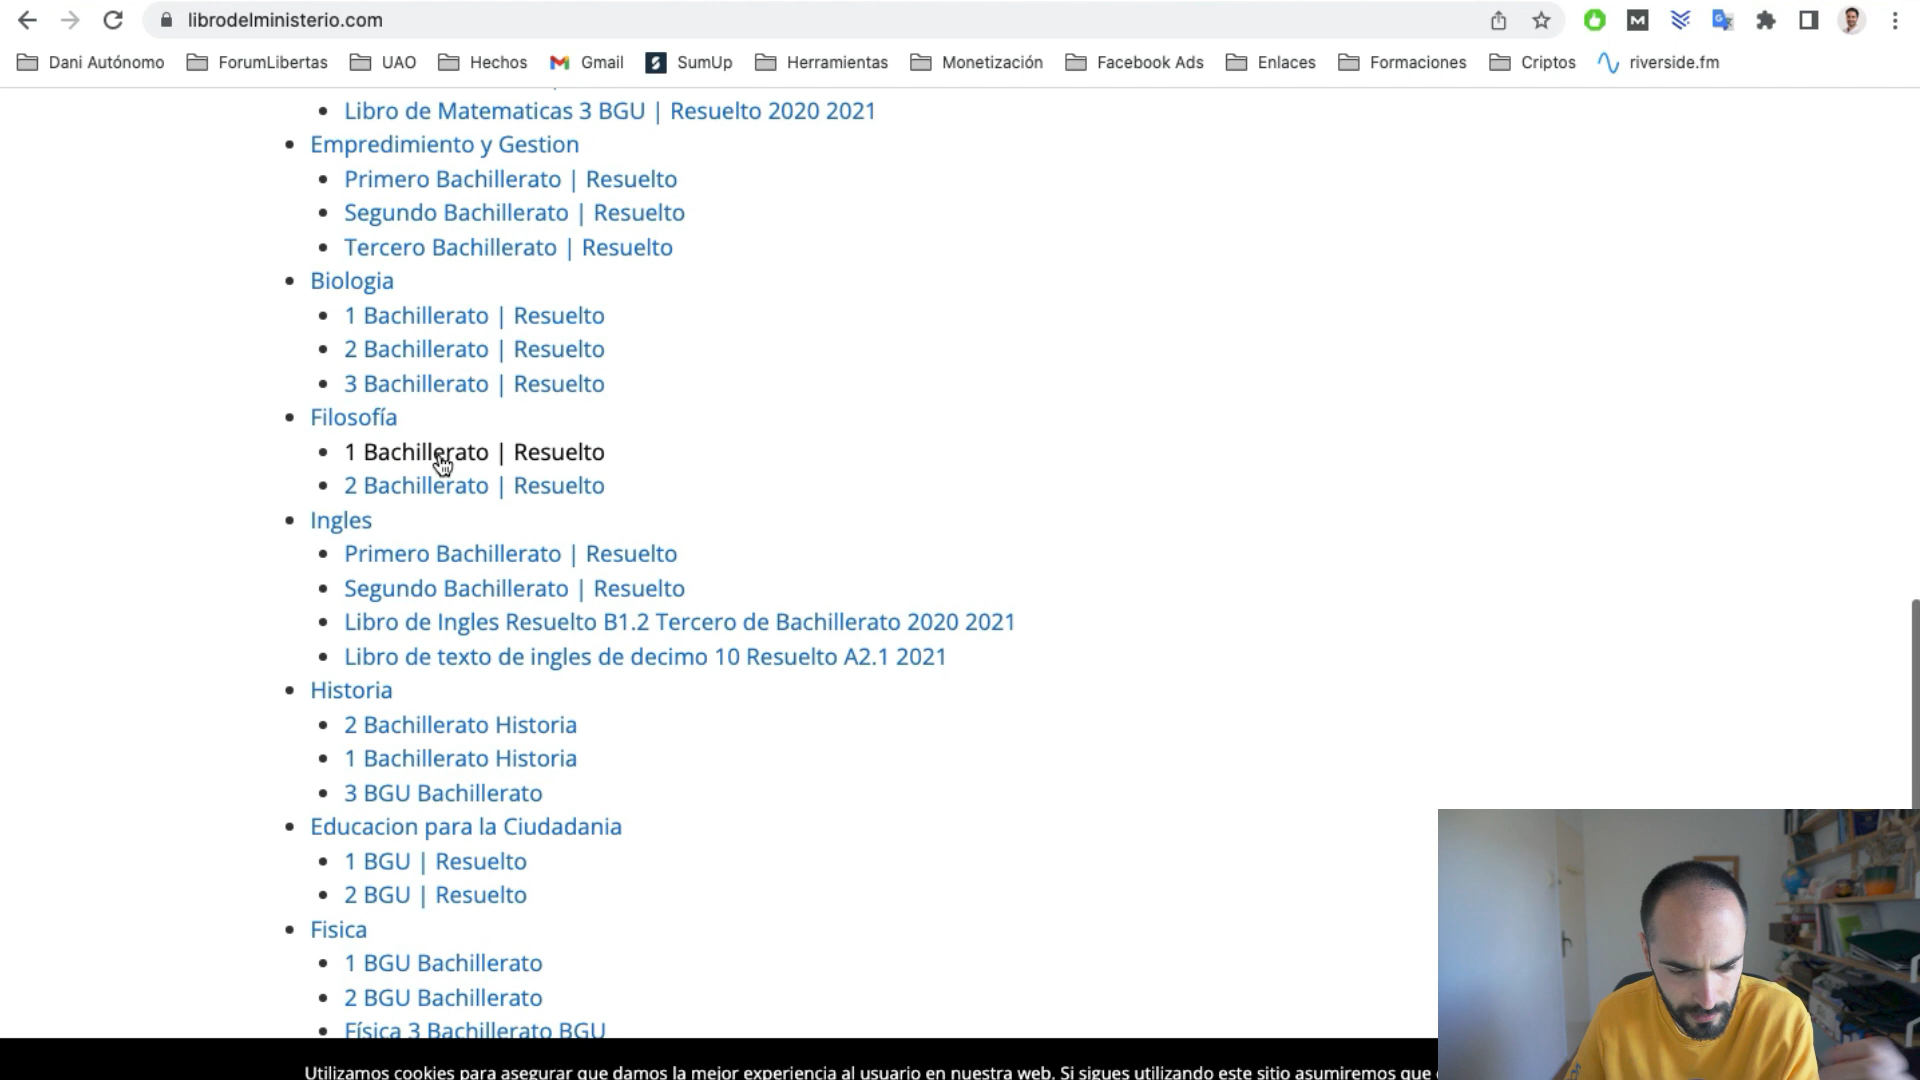 librodelministerio.com
Dani Autónomo ForumLibertas UAO Hechos Gmail SumUp Herramientas Monetización Facebook Ads Enlaces Formaciones Criptos riverside.fm
Libro de Matematicas 3 BGU | Resuelto 2020 2021
Empredimiento y Gestion
Primero Bachillerato | Resuelto
Segundo Bachillerato | Resuelto
Tercero Bachillerato | Resuelto
Biologia
1 Bachillerato | Resuelto
2 Bachillerato | Resuelto
3 Bachillerato | Resuelto
Filosofía
1 Bachillerato | Resuelto
2 Bachillerato | Resuelto
Ingles
Primero Bachillerato | Resuelto
Segundo Bachillerato | Resuelto
Libro de Ingles Resuelto B1.2 Tercero de Bachillerato 2020 2021
Libro de texto de ingles de decimo 10 Resuelto A2.1 2021
Historia
2 Bachillerato Historia
1 Bachillerato Historia
3 BGU Bachillerato
Educacion para la Ciudadania
1 BGU | Resuelto
2 BGU | Resuelto
Fisica
1 BGU Bachillerato
2 BGU Bachillerato
Física 3 Bachillerato BGU
Utilizamos cookies para asegurar que damos la mejor experiencia al usuario en nuestra web. Si sigues utilizando este sitio asumiremos que